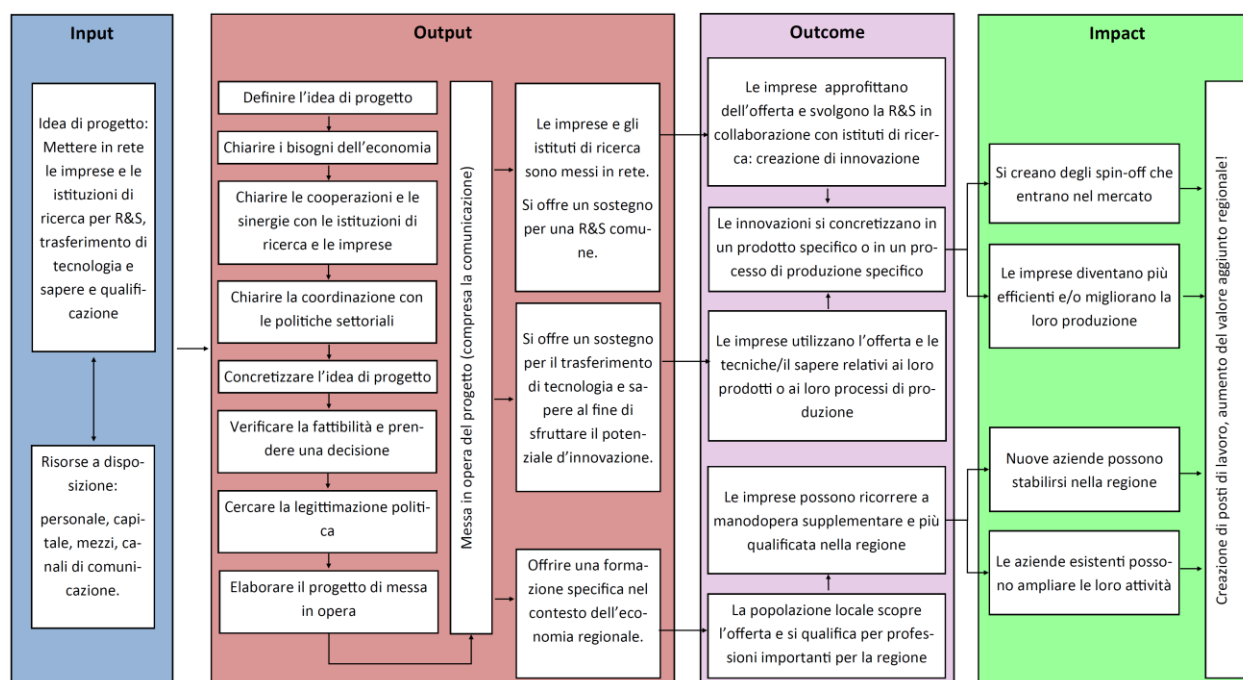 Input
Idea di progetto:
Mettere in rete
le imprese e le
istituzioni di
ricerca per R&S,
trasferimento di
tecnologia e
sapere e qualifi-
cazione
Risorse a dispo-
sizione:
personale, capi-
tale, mezzi, ca-
nali di comuni-
cazione.
Output
Definire l’idea di progetto
Chiarire i bisogni dell’economia
Chiarire le cooperazioni e le
sinergie con le istituzioni di
ricerca e le imprese
Chiarire la coordinazione con
le politiche settoriali
Concretizzare l’idea di progetto
Verificare la fattibilità e pren-
dere una decisione
Cercare la legittimazione politi-
ca
Elaborare il progetto di messa
in opera
Messa in opera del progetto (compresa la comunicazione)
Le imprese e gli
istituti di ricerca
sono messi in rete.
Si offre un sostegno
per una R&S comu-
ne.
Si offre un sostegno
per il trasferimento
di tecnologia e sa-
pere al fine di
sfruttare il poten-
ziale d’innovazione.
Offrire una forma-
zione specifica nel
contesto dell’eco-
nomia regionale.
Outcome
Le imprese approfittano
dell’offerta e svolgono la R&S in
collaborazione con istituti di ricer-
ca: creazione di innovazione
Le innovazioni si concretizzano in
un prodotto specifico o in un pro-
cesso di produzione specifico
Le imprese utilizzano l’offerta e le
tecniche/il sapere relativi ai loro
prodotti o ai loro processi di pro-
duzione
Le imprese possono ricorrere a
manodopera supplementare e più
qualificata nella regione
La popolazione locale scopre
l’offerta e si qualifica per profes-
sioni importanti per la regione
Impact
Si creano degli spin-off che
entrano nel mercato
Le imprese diventano più
efficienti e/o migliorano la
loro produzione
Nuove aziende possono
stabilirsi nella regione
Le aziende esistenti posso-
no ampliare le loro attività
Creazione di posti di lavoro, aumento del valore aggiunto regionale!